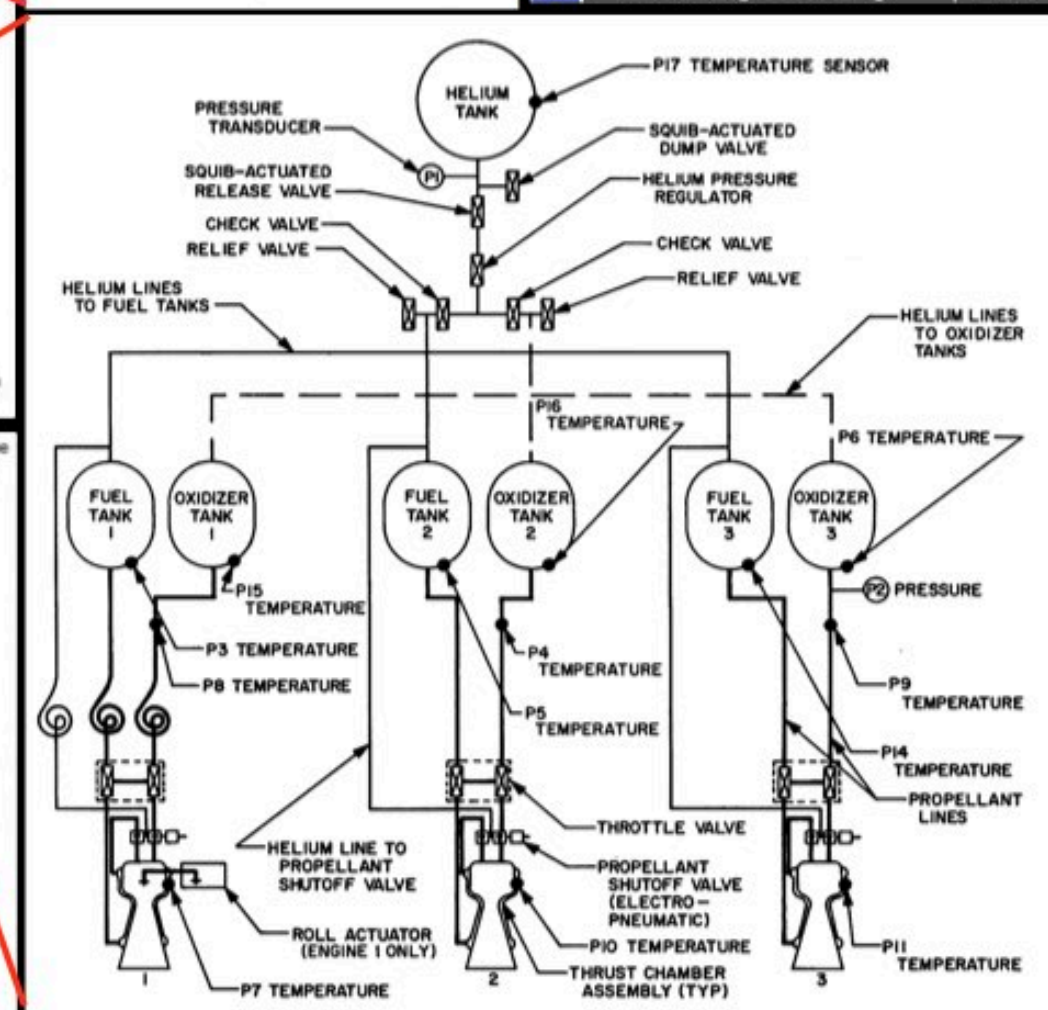 P17 TEMPERATURE SENSOR
HELIUM
TANK
PRESSURE
TRANSDUCER
SQUIB-ACTUATED
DUMP VALVE
P1
SQUIB-ACTUATED
RELEASE VALVE
HELIUM PRESSURE
REGULATOR
CHECK VALVE
RELIEF VALVE
CHECK VALVE
RELIEF VALVE
HELIUM LINES
TO FUEL TANKS
HELIUM LINES
TO OXIDIZER
TANKS
P16
TEMPERATURE
P6 TEMPERATURE
FUEL
TANK
1
OXIDIZER
TANK
1
FUEL
TANK
2
OXIDIZER
TANK
2
FUEL
TANK
3
OXIDIZER
TANK
3
P15
TEMPERATURE
P2 PRESSURE
P3 TEMPERATURE
P8 TEMPERATURE
P4
TEMPERATURE
P5
TEMPERATURE
P9
TEMPERATURE
P14
TEMPERATURE
PROPELLANT
LINES
THROTTLE VALVE
HELIUM LINE TO
PROPELLANT
SHUTOFF VALVE
PROPELLANT
SHUTOFF VALVE
(ELECTRO-
PNEUMATIC)
ROLL ACTUATOR
(ENGINE 1 ONLY)
P10 TEMPERATURE
P11
TEMPERATURE
THRUST CHAMBER
ASSEMBLY (TYP)
P7 TEMPERATURE
1
2
3